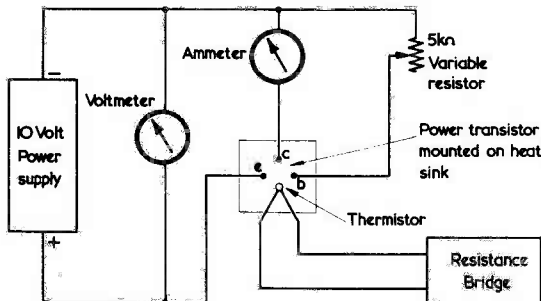 Ammeter
5kΩ
Variable
resistor
Voltmeter
−
10 Volt
Power
supply
+
c
e
b
Power transistor
mounted on heat
sink
Thermistor
Resistance
Bridge